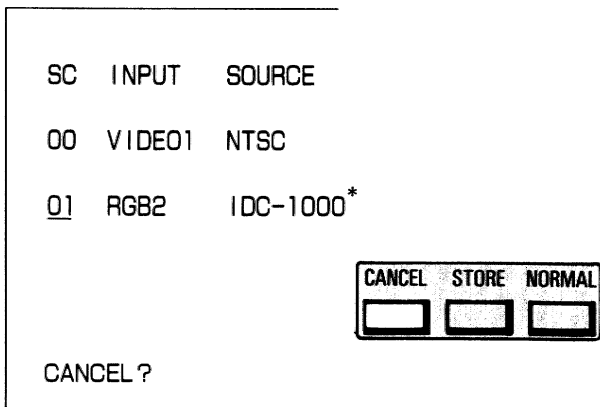 SC INPUT SOURCE
00 VIDEO1 NTSC
01 RGB2 IDC-1000*
CANCEL STORE NORMAL
CANCEL?